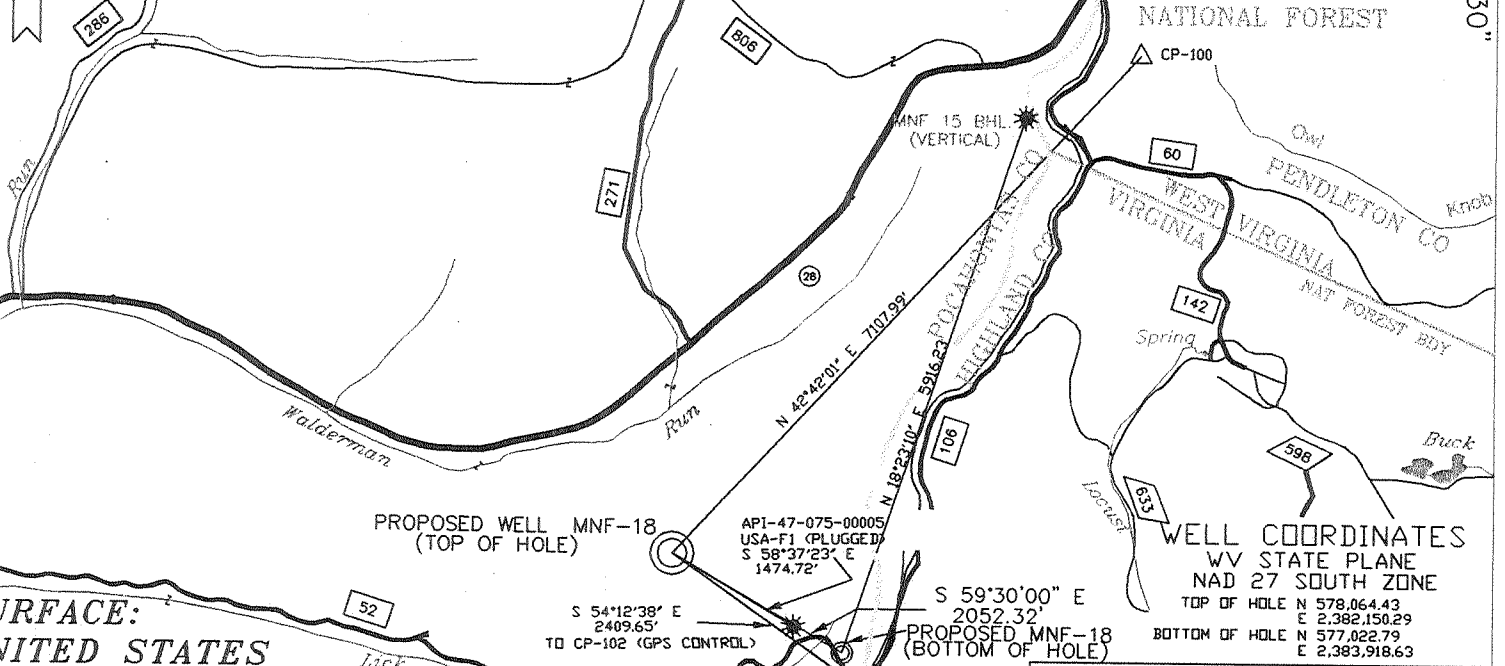 286
806
30"
NATIONAL FOREST
CP-100
MNF 15 BHL.
(VERTICAL)
Owl
60
PENDLETON CO
Knob
Run
271
WEST VIRGINIA
VIRGINIA
POCAHONTAS CO
HIGHLAND CO
28
NAT FOREST BDY
142
Spring
N 42°42'01" E 7107.99'
N 18°23'10" E 5916.23'
Walderman
Run
106
598
Buck
633
Locust
PROPOSED WELL MNF-18
(TOP OF HOLE)
API-47-075-00005
USA-F1 (PLUGGED)
S 58°37'23" E
1474.72'
WELL COORDINATES
WV STATE PLANE
NAD 27 SOUTH ZONE
TOP OF HOLE N 578,064.43
E 2,382,150.29
BOTTOM OF HOLE N 577,022.79
E 2,383,918.63
52
S 54°12'38" E
2409.65'
TO CP-102 (GPS CONTROL)
S 59°30'00" E
2052.32'
PROPOSED MNF-18
(BOTTOM OF HOLE)
URFACE:
NITED STATES
Lick